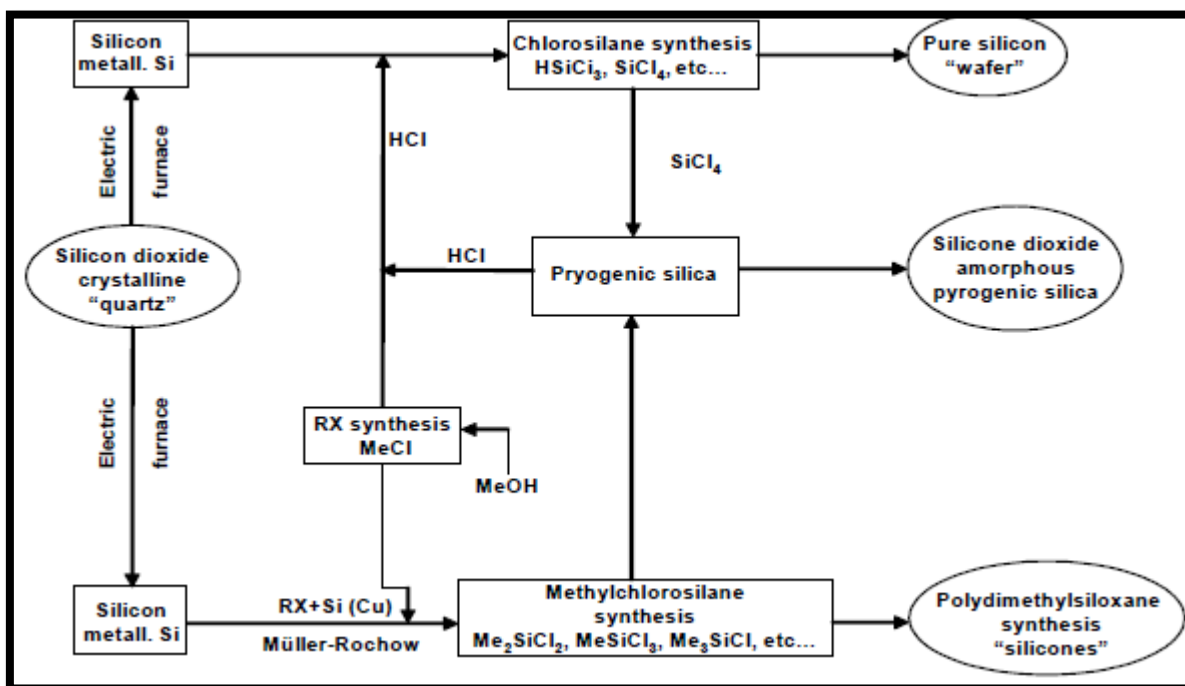 Silicon
metall. Si
Chlorosilane synthesis
HSiCi₃, SiCl₄, etc…
Pure silicon
“wafer”
Electric
furnace
HCl
SiCl₄
Silicon dioxide
crystalline
“quartz”
HCl
Pryogenic silica
Silicone dioxide
amorphous
pyrogenic silica
Electric
furnace
RX synthesis
MeCl
MeOH
Silicon
metall. Si
RX+Si (Cu)
Müller-Rochow
Methylchlorosilane
synthesis
Me₂SiCl₂, MeSiCl₃, Me₃SiCl, etc…
Polydimethylsiloxane
synthesis
“silicones”